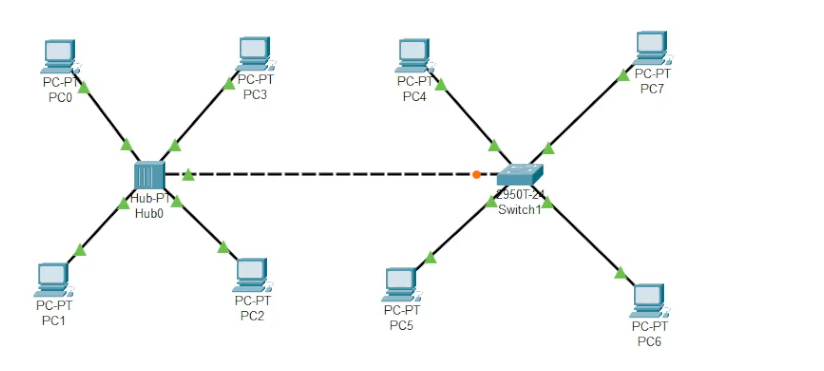 PC-PT
PC0
PC-PT
PC3
PC-PT
PC4
PC-PT
PC7
Hub-PT
Hub0
2950T-24
Switch1
PC-PT
PC1
PC-PT
PC2
PC-PT
PC5
PC-PT
PC6